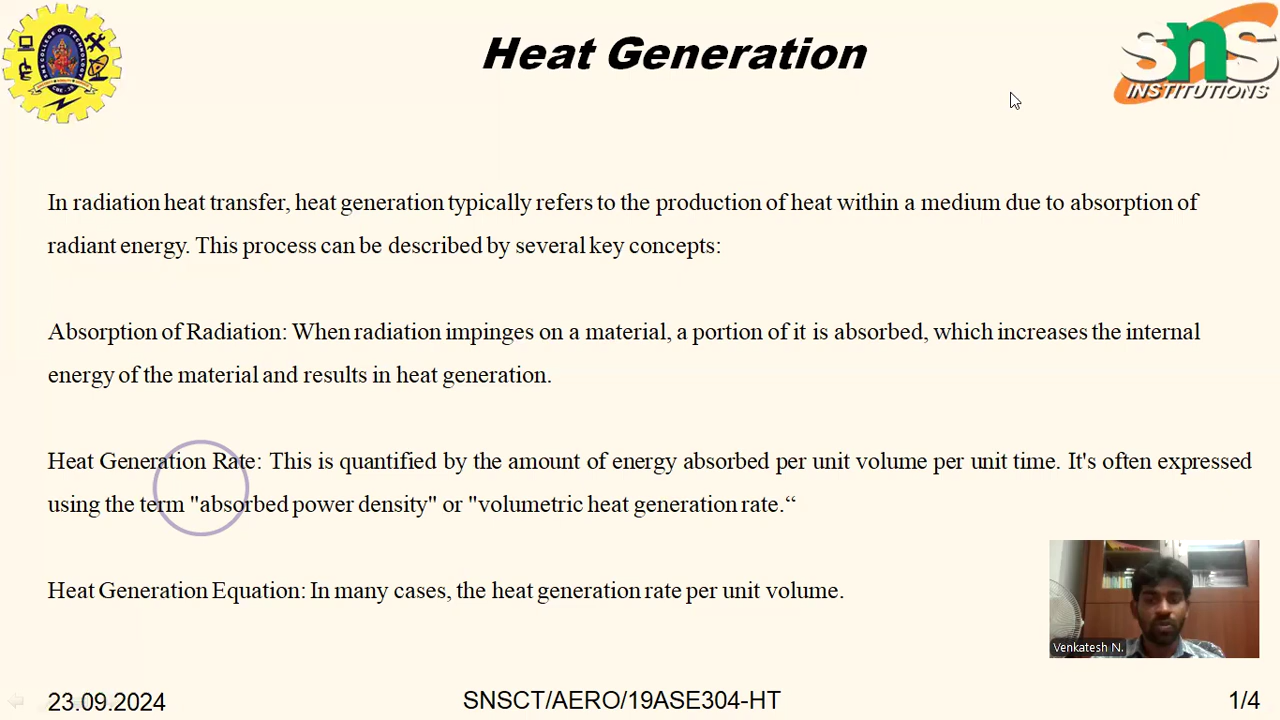 Heat Generation
SNS
INSTITUTIONS
In radiation heat transfer, heat generation typically refers to the production of heat within a medium due to absorption of
radiant energy. This process can be described by several key concepts:
Absorption of Radiation: When radiation impinges on a material, a portion of it is absorbed, which increases the internal
energy of the material and results in heat generation.
Heat Generation Rate: This is quantified by the amount of energy absorbed per unit volume per unit time. It's often expressed
using the term "absorbed power density" or "volumetric heat generation rate.“
Heat Generation Equation: In many cases, the heat generation rate per unit volume.
Venkatesh N.
23.09.2024
SNSCT/AERO/19ASE304-HT
1/4